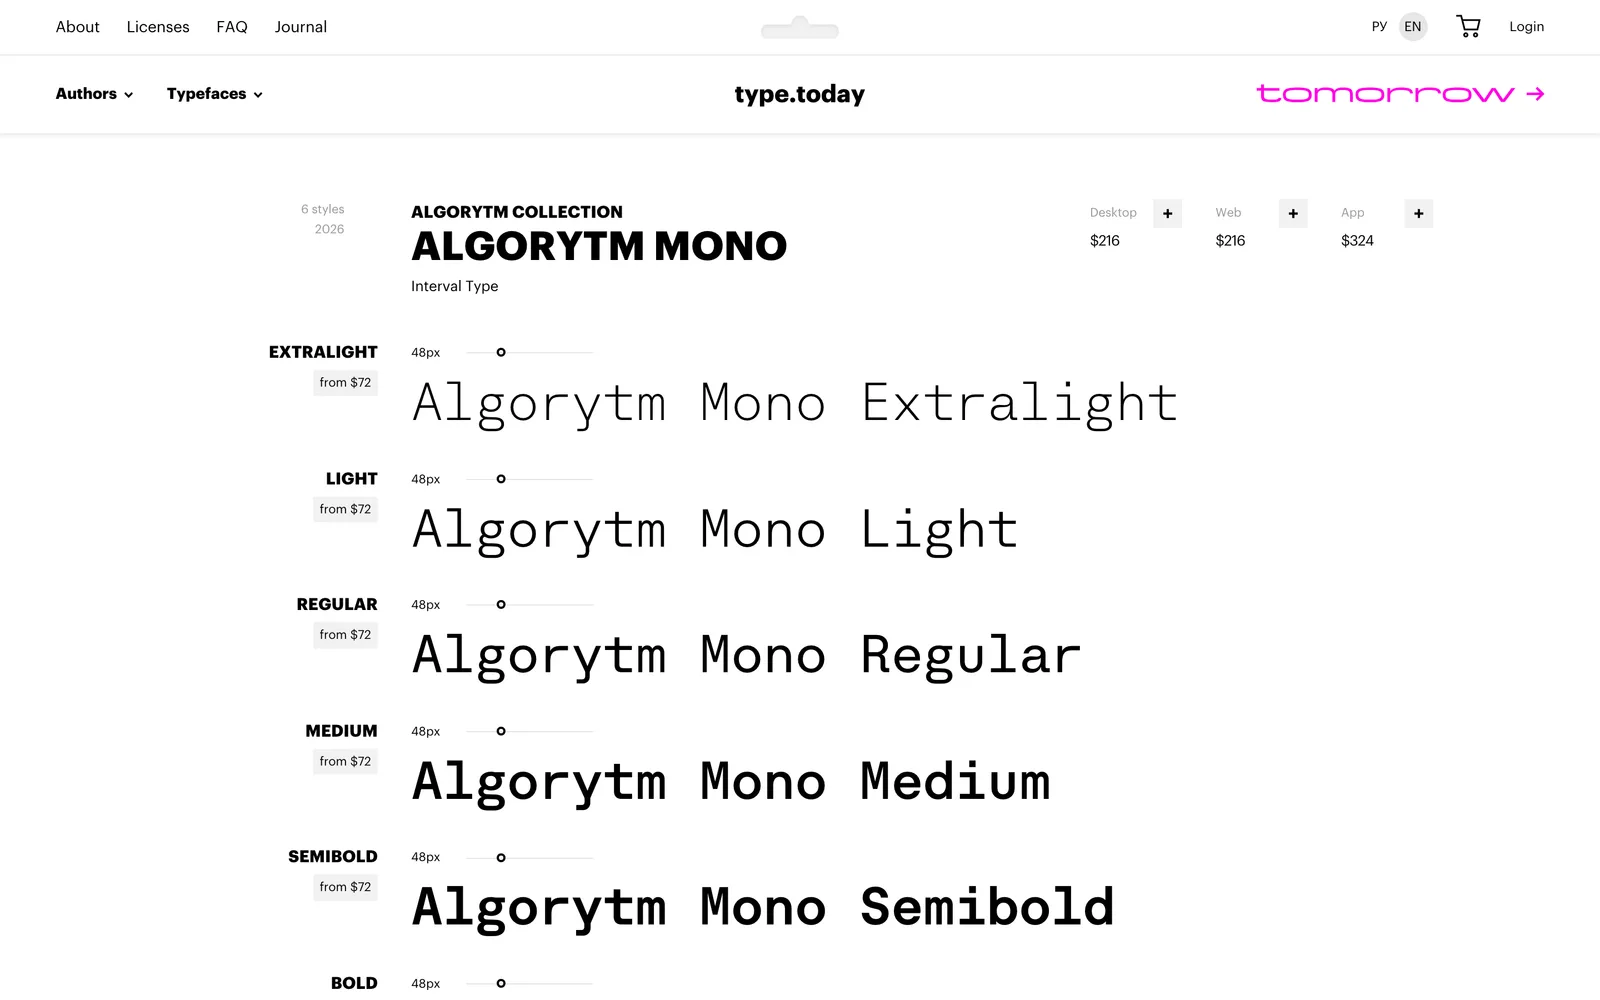 About Licenses FAQ Journal
РУ EN Login
Authors Typefaces
type.today
tomorrow →
6 styles
2026
ALGORYTM COLLECTION
ALGORYTM MONO
Interval Type
Desktop +
$216
Web +
$216
App +
$324
EXTRALIGHT
from $72
48px
Algorytm Mono Extralight
LIGHT
from $72
48px
Algorytm Mono Light
REGULAR
from $72
48px
Algorytm Mono Regular
MEDIUM
from $72
48px
Algorytm Mono Medium
SEMIBOLD
from $72
48px
Algorytm Mono Semibold
BOLD
48px